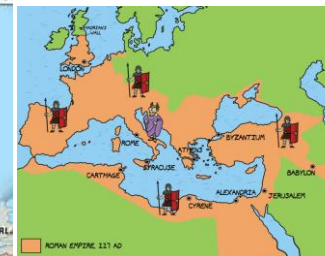 HADRIAN'S
WALL
LONDON
ROME
BYZANTIUM
ATHENS
SYRACUSE
CARTHAGE
BABYLON
ALEXANDRIA
JERUSALEM
CYRENE
ROMAN EMPIRE, 117 AD